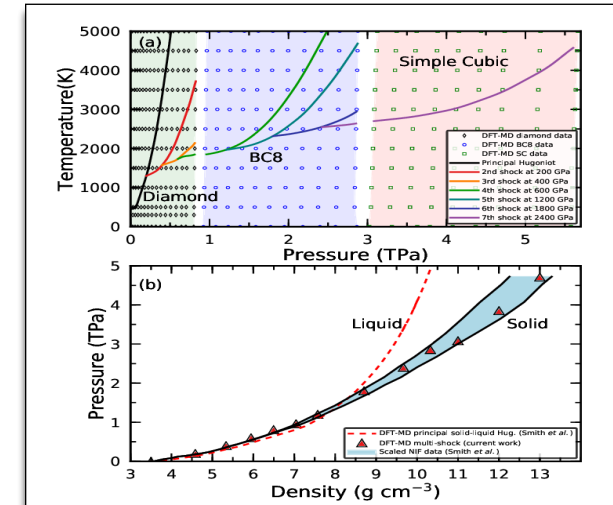 (a)
5000
4000
3000
2000
1000
0
Temperature(K)
Simple Cubic
BC8
Diamond
DFT-MD diamond data
DFT-MD BC8 data
DFT-MD SC data
Principal Hugoniot
2nd shock at 200 GPa
3rd shock at 400 GPa
4th shock at 600 GPa
5th shock at 1200 GPa
6th shock at 1800 GPa
7th shock at 2400 GPa
0 1 2 3 4 5
Pressure (TPa)
(b)
5
4
3
2
1
0
Pressure (TPa)
Liquid
Solid
DFT-MD principal solid-liquid Hug. (Smith et al.)
DFT-MD multi-shock (current work)
Scaled NIF data (Smith et al.)
3 4 5 6 7 8 9 10 11 12 13
Density (g cm⁻³)